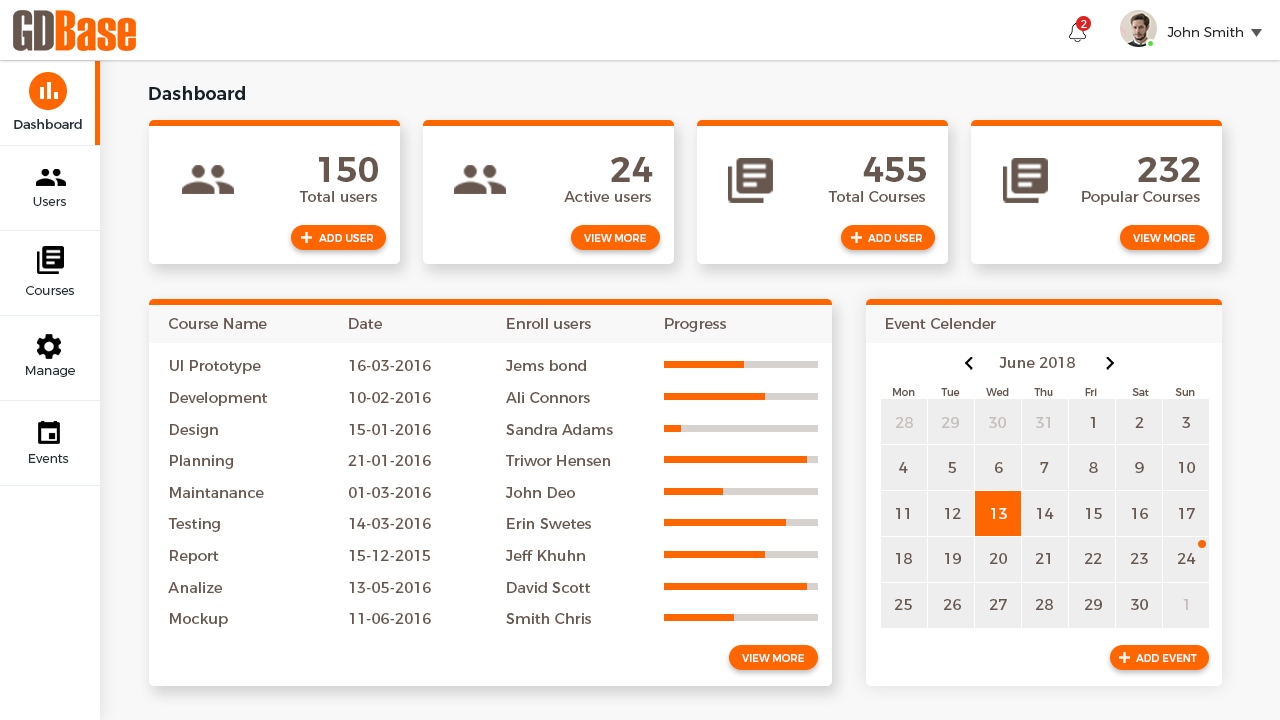 GDBase
2
John Smith
Dashboard
Users
Courses
Manage
Events
Dashboard
150
Total users
ADD USER
24
Active users
VIEW MORE
455
Total Courses
ADD USER
232
Popular Courses
VIEW MORE
Course Name Date Enroll users Progress
UI Prototype 16-03-2016 Jems bond
Development 10-02-2016 Ali Connors
Design 15-01-2016 Sandra Adams
Planning 21-01-2016 Triwor Hensen
Maintanance 01-03-2016 John Deo
Testing 14-03-2016 Erin Swetes
Report 15-12-2015 Jeff Khuhn
Analize 13-05-2016 David Scott
Mockup 11-06-2016 Smith Chris
VIEW MORE
Event Celender
June 2018
Mon Tue Wed Thu Fri Sat Sun
28 29 30 31 1 2 3
4 5 6 7 8 9 10
11 12 13 14 15 16 17
18 19 20 21 22 23 24
25 26 27 28 29 30 1
ADD EVENT